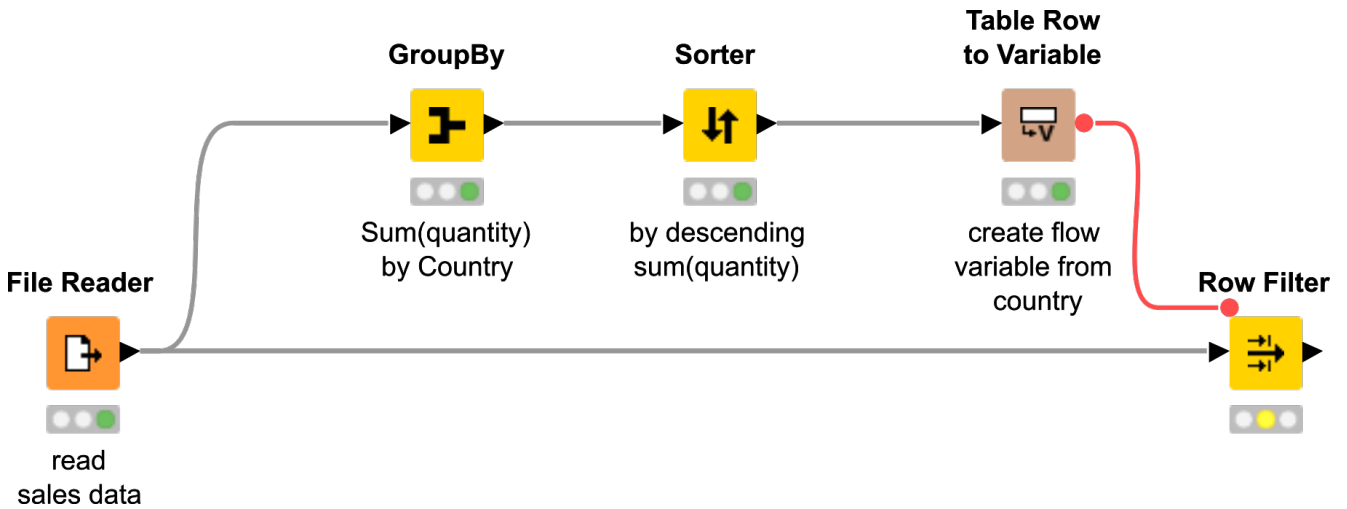 Table Row
to Variable
GroupBy
Sorter
V
Sum(quantity)
by Country
by descending
sum(quantity)
create flow
variable from
country
File Reader
Row Filter
read
sales data